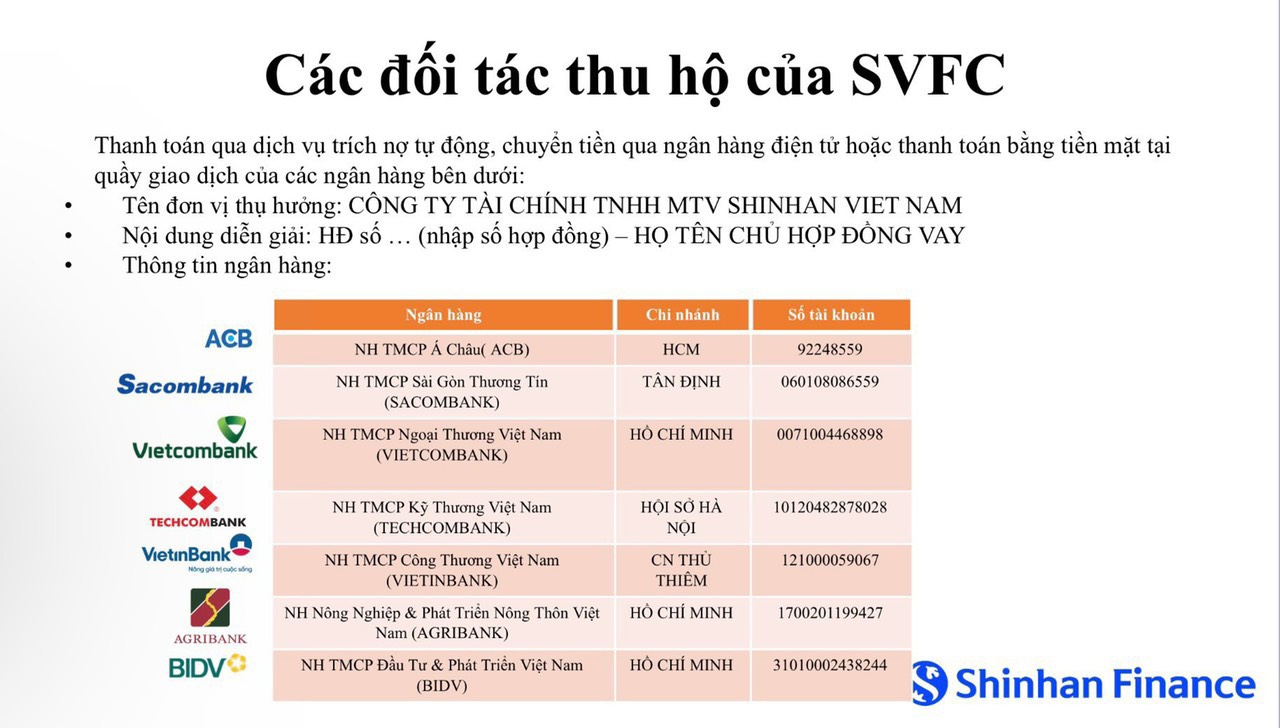 Các đối tác thu hộ của SVFC
Thanh toán qua dịch vụ trích nợ tự động, chuyển tiền qua ngân hàng điện tử hoặc thanh toán bằng tiền mặt tại
quầy giao dịch của các ngân hàng bên dưới:
• Tên đơn vị thụ hưởng: CÔNG TY TÀI CHÍNH TNHH MTV SHINHAN VIET NAM
• Nội dung diễn giải: HĐ số … (nhập số hợp đồng) – HỌ TÊN CHỦ HỢP ĐỒNG VAY
• Thông tin ngân hàng:
Ngân hàng Chi nhánh Số tài khoản
ACB
NH TMCP Á Châu( ACB) HCM 92248559
Sacombank
NH TMCP Sài Gòn Thương Tín TÂN ĐỊNH 060108086559
(SACOMBANK)
Vietcombank
NH TMCP Ngoại Thương Việt Nam HỒ CHÍ MINH 0071004468898
(VIETCOMBANK)
TECHCOMBANK
NH TMCP Kỹ Thương Việt Nam HỘI SỞ HÀ 10120482878028
(TECHCOMBANK) NỘI
VietinBank
Nâng giá trị cuộc sống
NH TMCP Công Thương Việt Nam CN THỦ 121000059067
(VIETINBANK) THIÊM
AGRIBANK
NH Nông Nghiệp & Phát Triển Nông Thôn Việt HỒ CHÍ MINH 1700201199427
Nam (AGRIBANK)
BIDV
NH TMCP Đầu Tư & Phát Triển Việt Nam HỒ CHÍ MINH 31010002438244
(BIDV)
Shinhan Finance